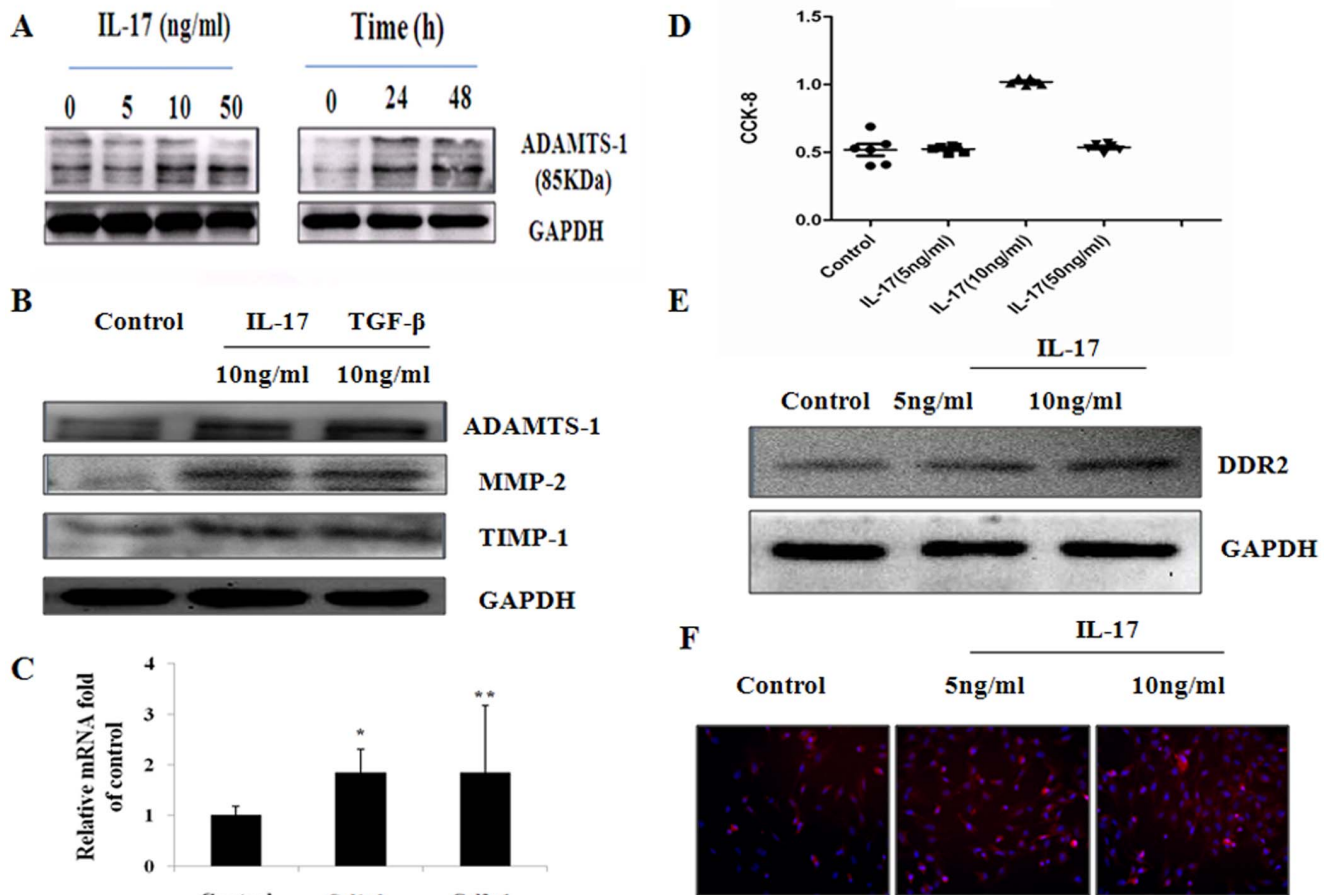 A
IL-17 (ng/ml)
Time (h)
0 5 10 50
0 24 48
ADAMTS-1
(85KDa)
GAPDH
B
Control IL-17 TGF-β
10ng/ml 10ng/ml
ADAMTS-1
MMP-2
TIMP-1
GAPDH
C
Relative mRNA fold
of control
4
3
2
1
0
*
**
D
CCK-8
1.5
1.0
0.5
0.0
Control
IL-17(5ng/ml)
IL-17(10ng/ml)
IL-17(50ng/ml)
E
IL-17
Control 5ng/ml 10ng/ml
DDR2
GAPDH
F
IL-17
Control 5ng/ml 10ng/ml